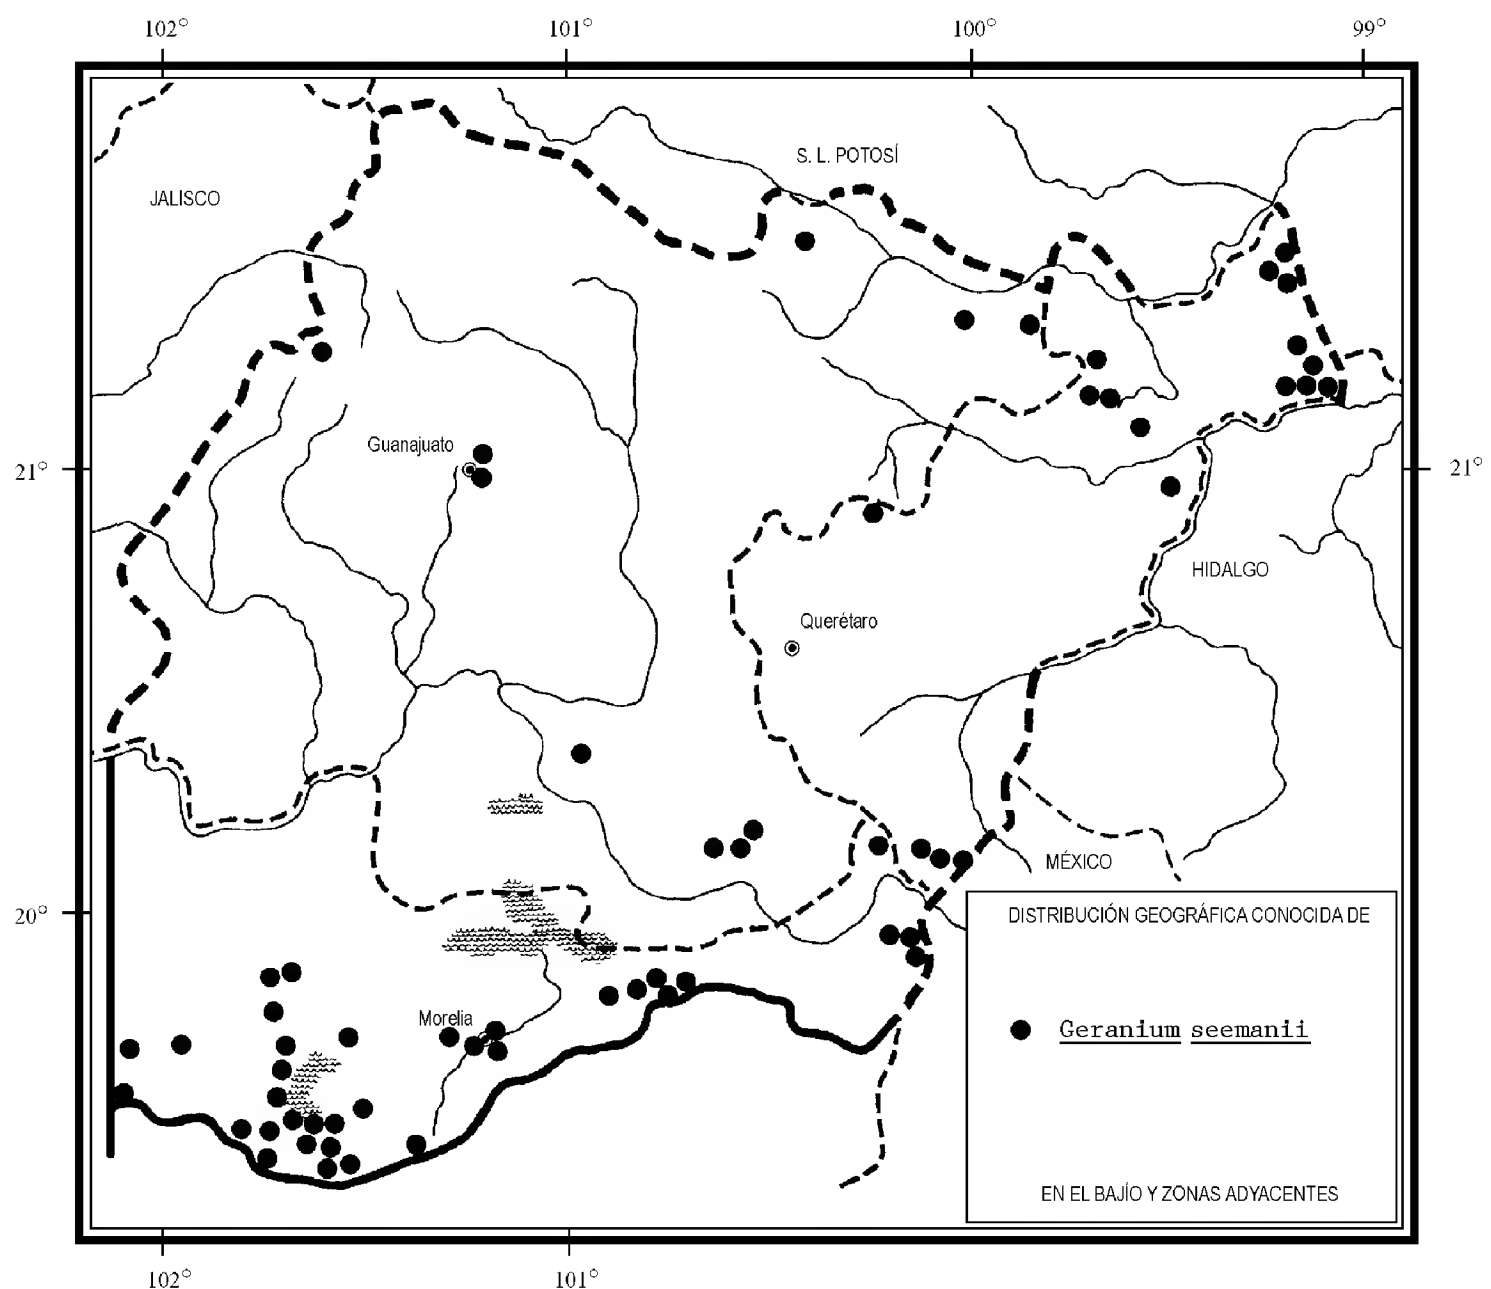 102° 101° 100° 99°
S. L. POTOSÍ
JALISCO
Guanajuato
21° 21°
HIDALGO
Querétaro
MÉXICO
20°
DISTRIBUCIÓN GEOGRÁFICA CONOCIDA DE
Morelia
Geranium seemanii
EN EL BAJÍO Y ZONAS ADYACENTES
102° 101°